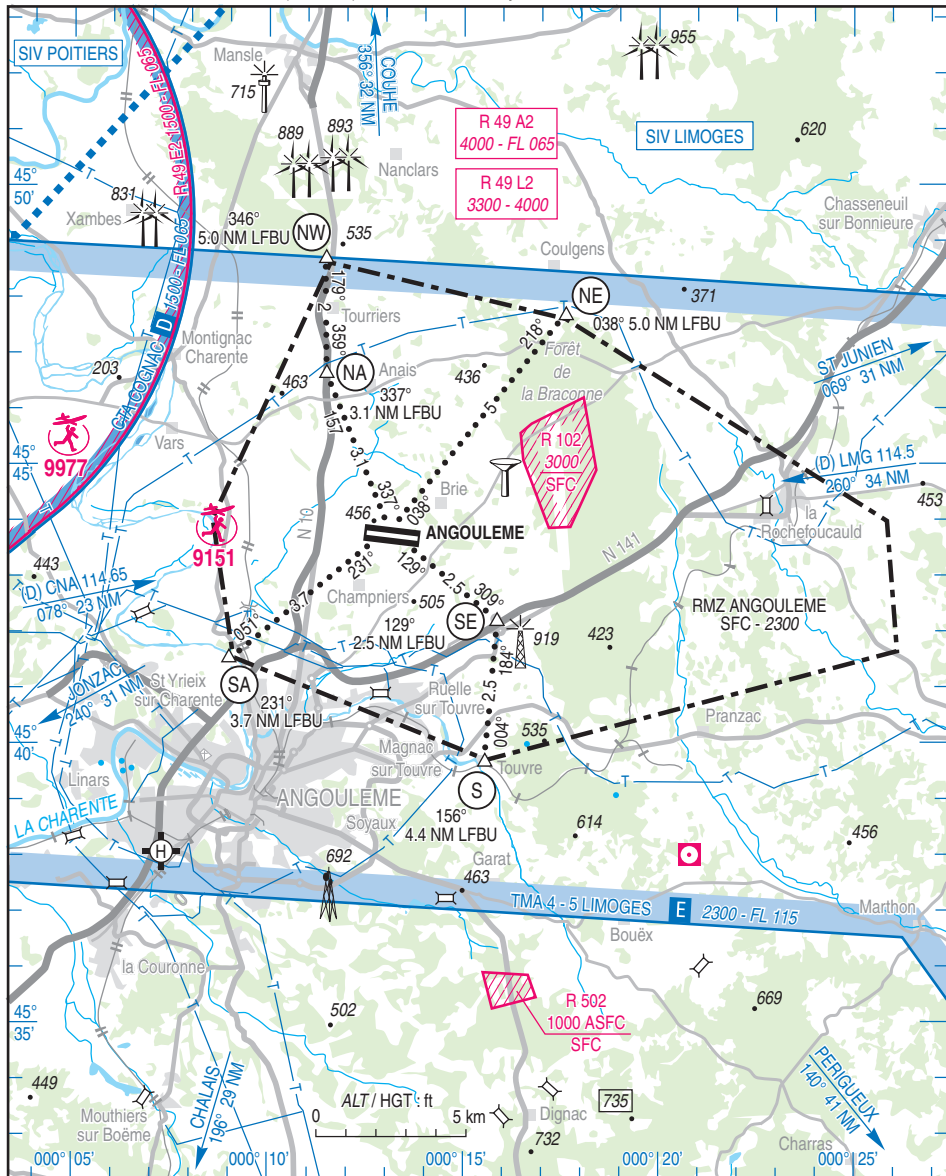 SIV POITIERS
Mansle
715
356° 32 NM
COUHE
955
889
893
Nanclars
R 49 A2
4000 - FL 065
SIV LIMOGES
620
R 49 L2
3300 - 4000
45°
50'
831
Xambes
R 49 E2 1500 - FL 065
CTA COGNAC D 1500 - FL 065
346°
5.0 NM LFBU
NW
535
Chasseneuil
sur Bonnieure
Coulgens
NE
371
038° 5.0 NM LFBU
179°
2
359°
Tourriers
218°
Montignac
Charente
203
463
NA
Anais
337°
3.1 NM LFBU
436
Forêt
de
la Braconne
ST JUNIEN
069° 31 NM
Vars
157
3.1
337°
5
038°
9977
45°
45'
R 102
3000
SFC
(D) LMG 114.5
260° 34 NM
453
Brie
456
ANGOULEME
la
Rochefoucauld
9151
N 10
N 141
443
(D) CNA 114.65
078° 23 NM
231°
3.7
051°
129°
2.5
309°
Champniers
505
129°
2.5 NM LFBU
SE
919
423
RMZ ANGOULEME
SFC - 2300
184°
2.5
004°
SA
St Yrieix
sur Charente
231°
3.7 NM LFBU
JONZAC
240° 31 NM
Ruelle
sur Touvre
Pranzac
45°
40'
535
Magnac
sur Touvre
Touvre
Linars
S
LA CHARENTE
ANGOULEME
Soyaux
156°
4.4 NM LFBU
614
456
H
692
Garat
463
TMA 4 - 5 LIMOGES E 2300 - FL 115
Marthon
Bouëx
la Couronne
R 502
1000 ASFC
SFC
45°
35'
502
669
449
Mouthiers
sur Boëme
CHALAIS
196° 29 NM
ALT / HGT : ft
0
5 km
Dignac
735
732
PERIGUEUX
140° 41 NM
Charras
000° 05'
000° 10'
000° 15'
000° 20'